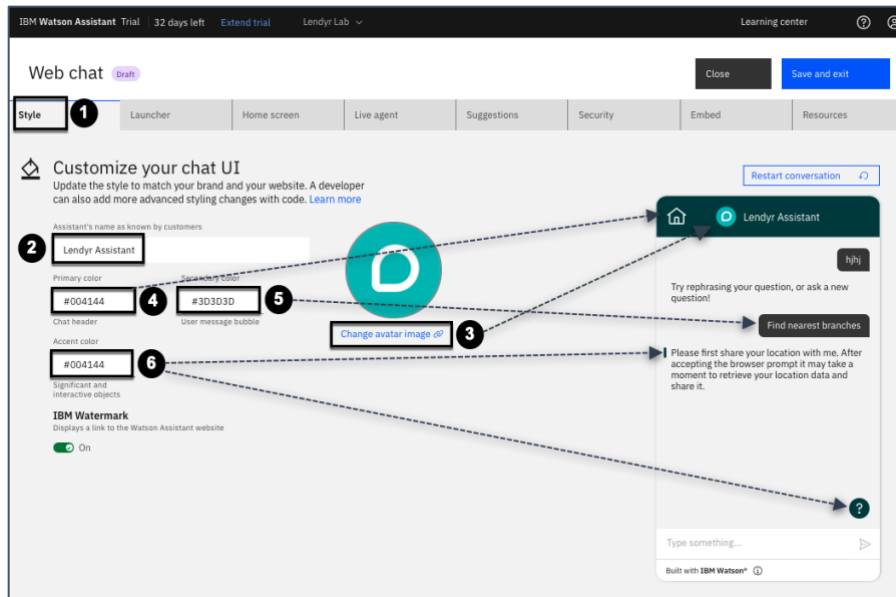 IBM Watson Assistant Trial 32 days left Extend trial Lendyr Lab Learning center
Web chat Draft Close Save and exit
Style 1 Launcher Home screen Live agent Suggestions Security Embed Resources
Customize your chat UI
Update the style to match your brand and your website. A developer
can also add more advanced styling changes with code. Learn more
Assistant's name as known by customers
2 Lendyr Assistant
Primary color Secondary color
#004144 4 #3D3D3D 5
Chat header User message bubble
Change avatar image 3
Accent color
#004144 6
Significant and
interactive objects
IBM Watermark
Displays a link to the Watson Assistant website
On
Restart conversation
Lendyr Assistant
hjhj
Try rephrasing your question, or ask a new
question!
Find nearest branches
Please first share your location with me. After
accepting the browser prompt it may take a
moment to retrieve your location data and
share it.
?
Type something...
Built with IBM Watson®